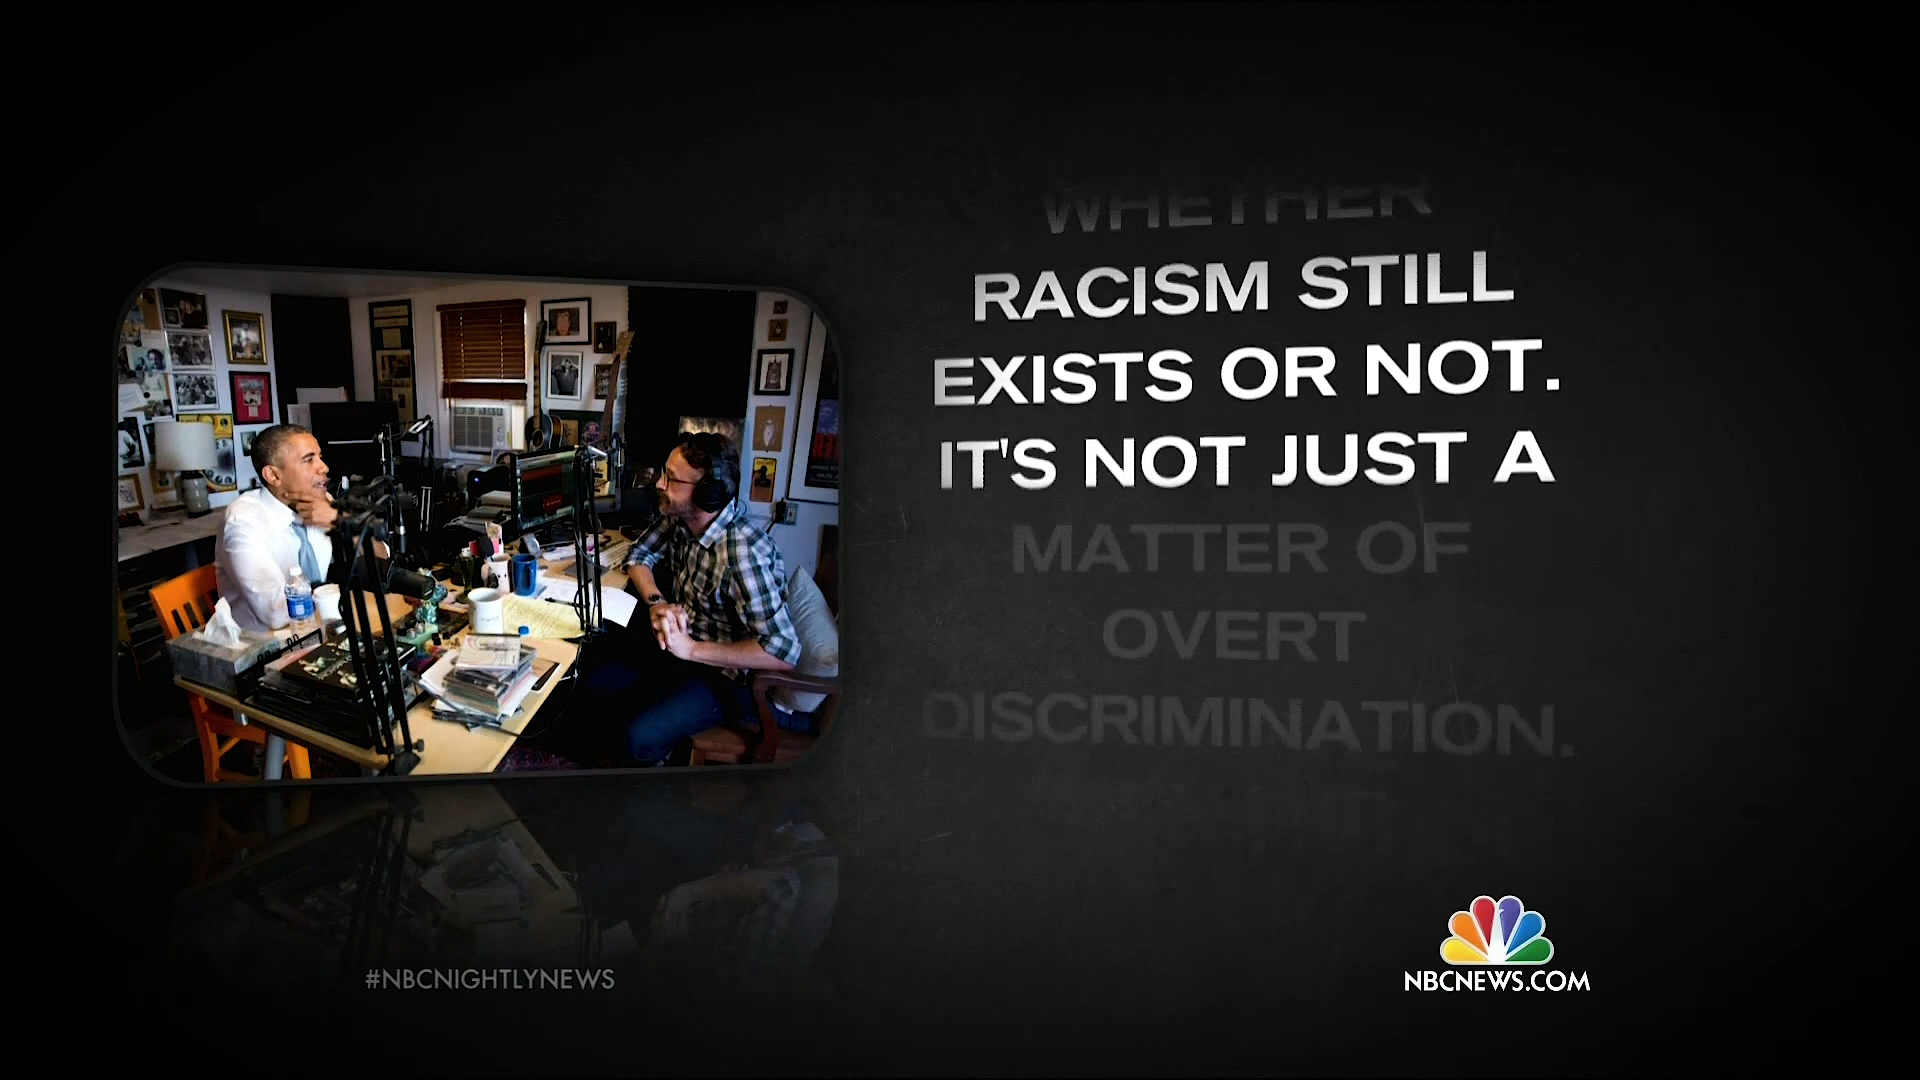 WHETHER
RACISM STILL
EXISTS OR NOT.
IT'S NOT JUST A
MATTER OF
OVERT
DISCRIMINATION.
#NBCNIGHTLYNEWS
NBCNEWS.COM